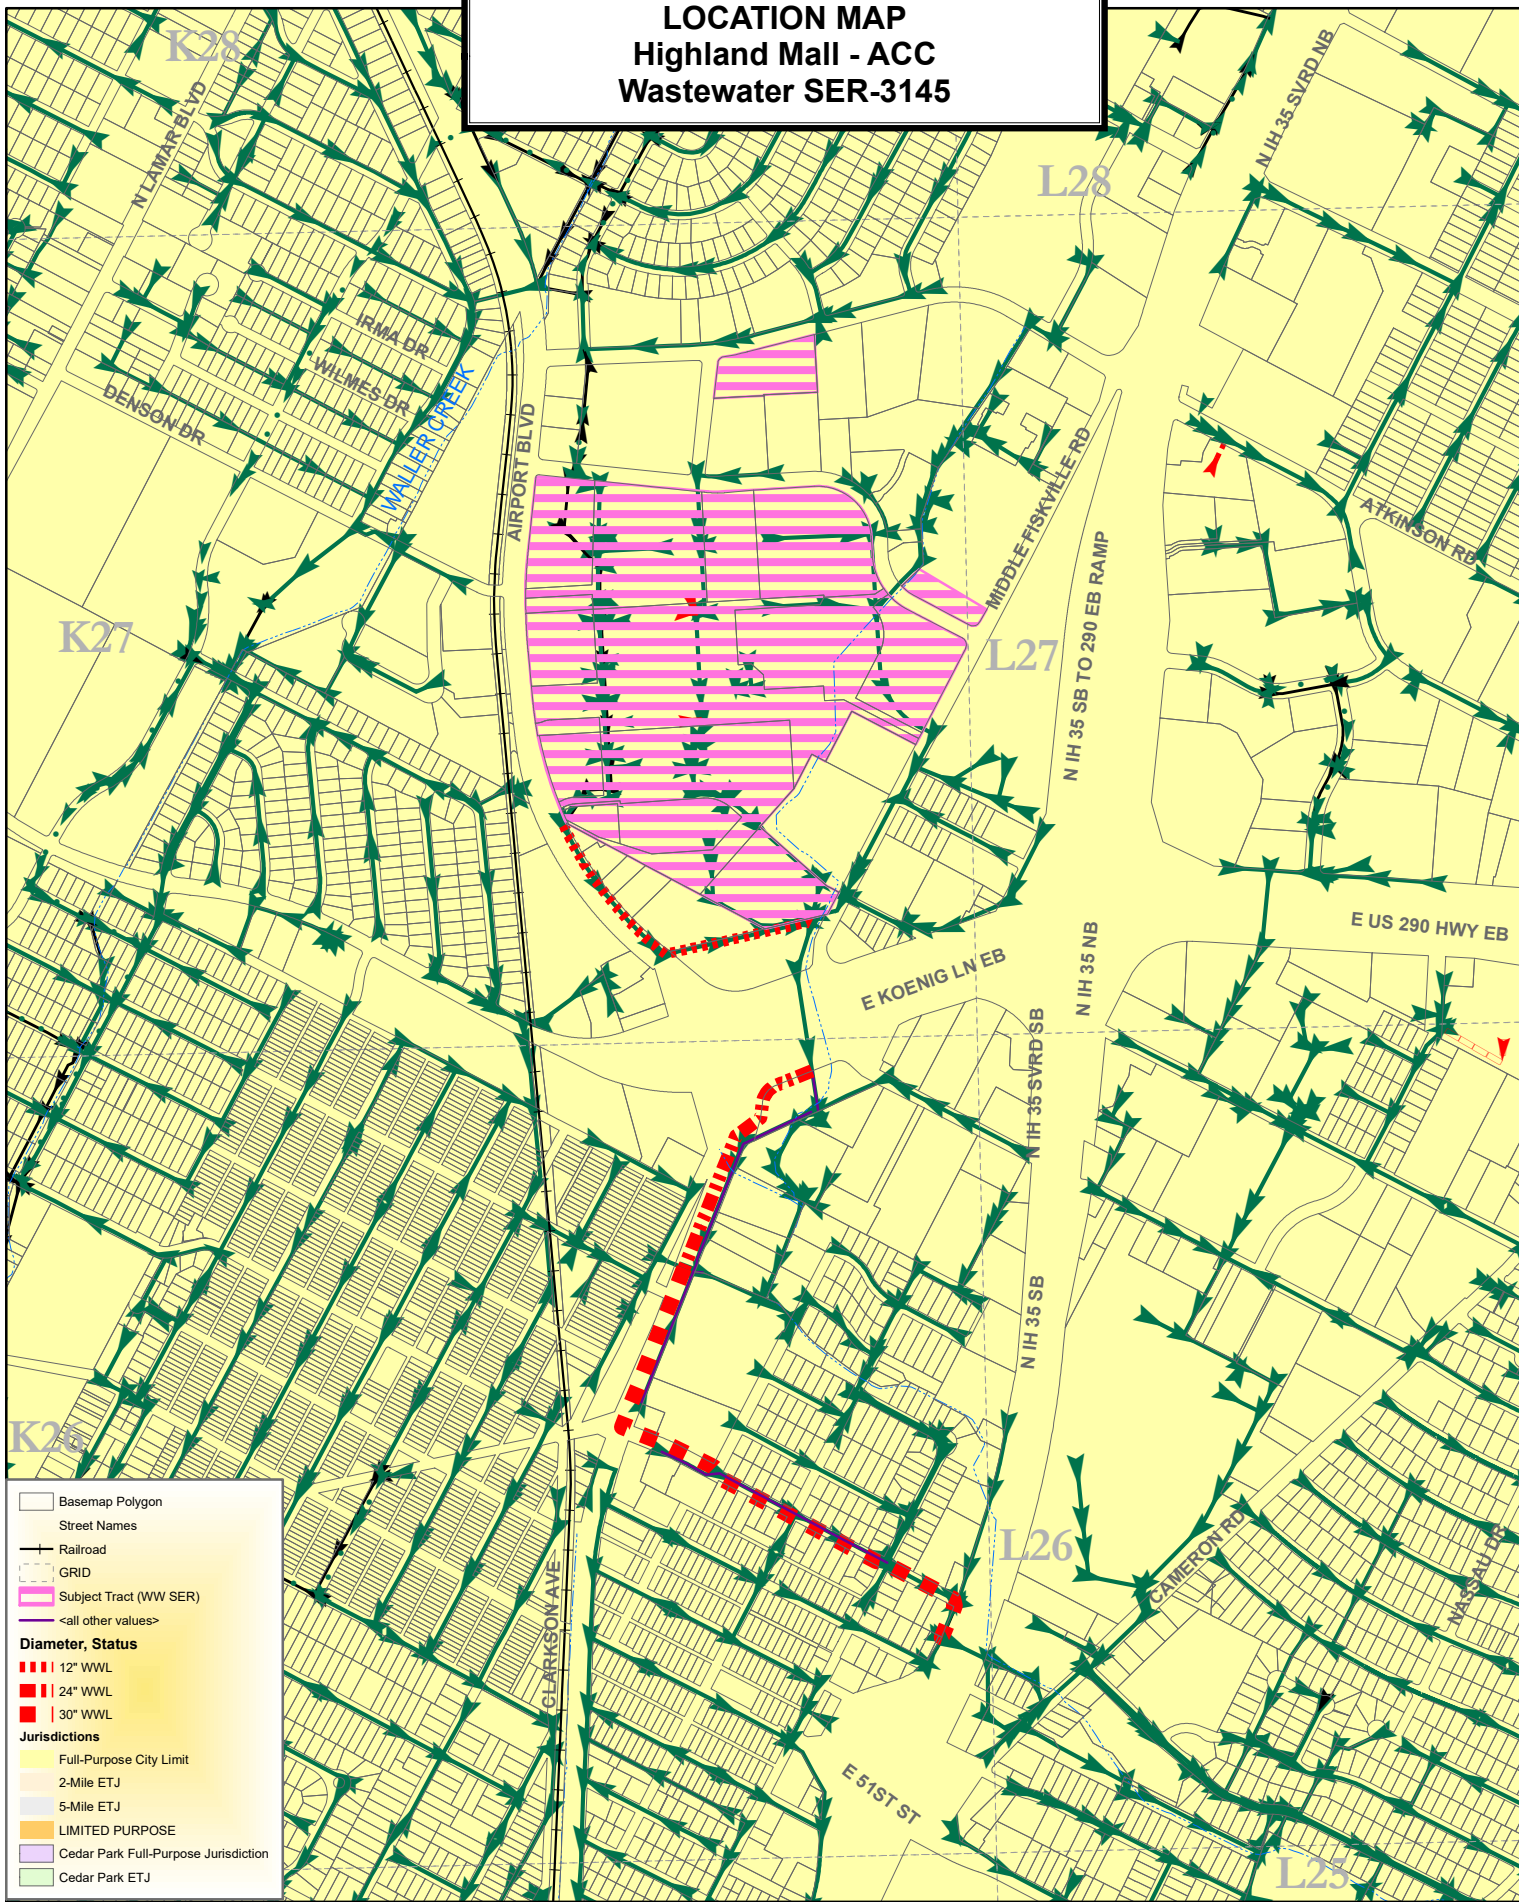 LOCATION MAP
Highland Mall - ACC
Wastewater SER-3145
K28
N LAMAR BLVD
N IH 35 SVRD NB
L28
IRMA DR
WILMES DR
DENSON DR
WALLER CREEK
AIRPORT BLVD
MIDDLE FISKVILLE RD
ATKINSON RD
N IH 35 SB TO 290 EB RAMP
K27
L27
E US 290 HWY EB
E KOENIG LN EB
N IH 35 NB
N IH 35 SVRD SB
N IH 35 SB
K26
L26
CAMERON RD
NASSAU DR
CLARKSON AVE
E 51ST ST
L25
Basemap Polygon
Street Names
Railroad
GRID
Subject Tract (WW SER)
<all other values>
Diameter, Status
12" WWL
24" WWL
30" WWL
Jurisdictions
Full-Purpose City Limit
2-Mile ETJ
5-Mile ETJ
LIMITED PURPOSE
Cedar Park Full-Purpose Jurisdiction
Cedar Park ETJ